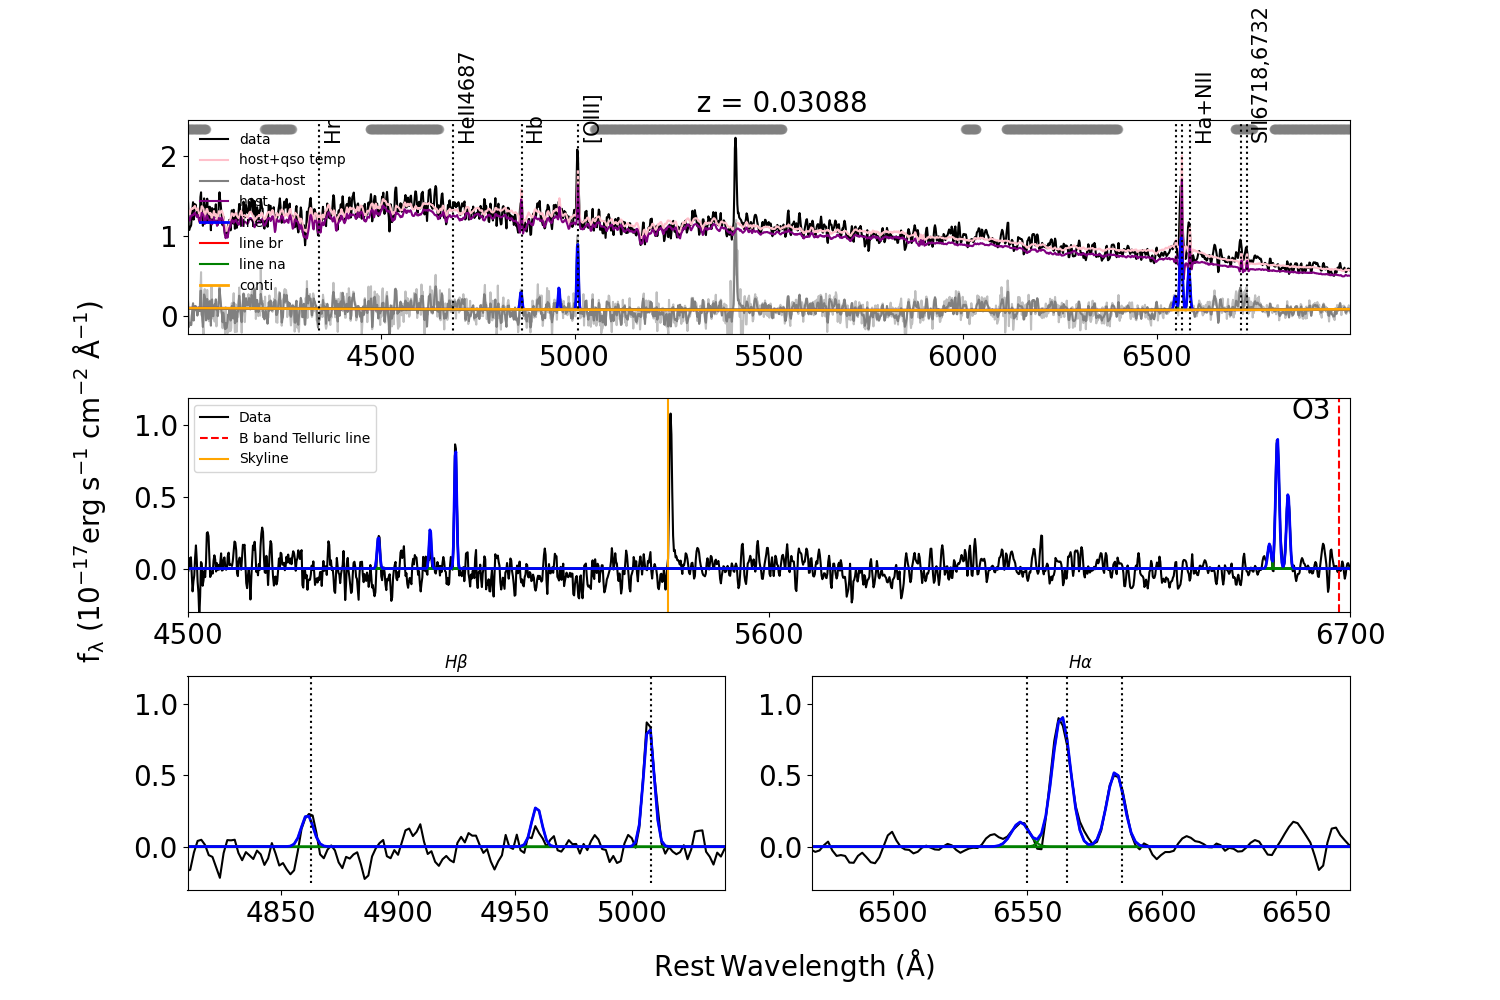 z = 0.03088
Hr
HeII4687
Hb
[OIII]
Ha+NII
SII6718,6732
data
host+qso temp
data-host
host
line br
line na
conti
2
1
0
4500
5000
5500
6000
6500
f_λ (10^−17 erg s^−1 cm^−2 Å^−1)
O3
Data
B band Telluric line
Skyline
1.0
0.5
0.0
4500
5600
6700
Hβ
1.0
0.5
0.0
4850
4900
4950
5000
Hα
1.0
0.5
0.0
6500
6550
6600
6650
Rest Wavelength (Å)